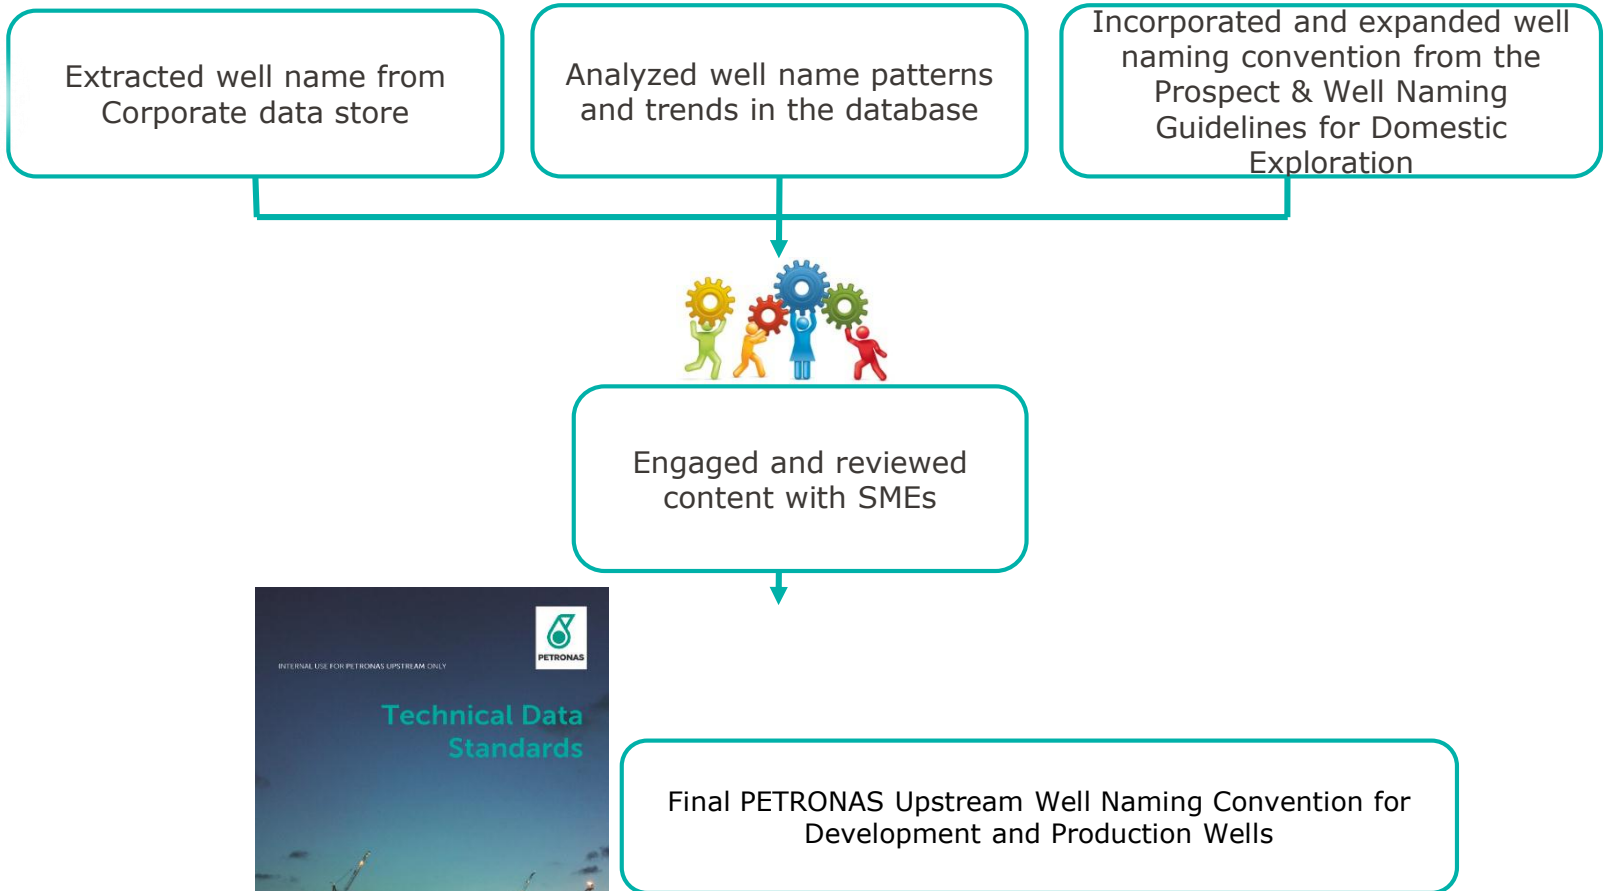 Extracted well name from
Corporate data store
Analyzed well name patterns
and trends in the database
Incorporated and expanded well
naming convention from the
Prospect & Well Naming
Guidelines for Domestic
Exploration
Engaged and reviewed
content with SMEs
PETRONAS
INTERNAL USE FOR PETRONAS UPSTREAM ONLY
Technical Data
Standards
Final PETRONAS Upstream Well Naming Convention for
Development and Production Wells